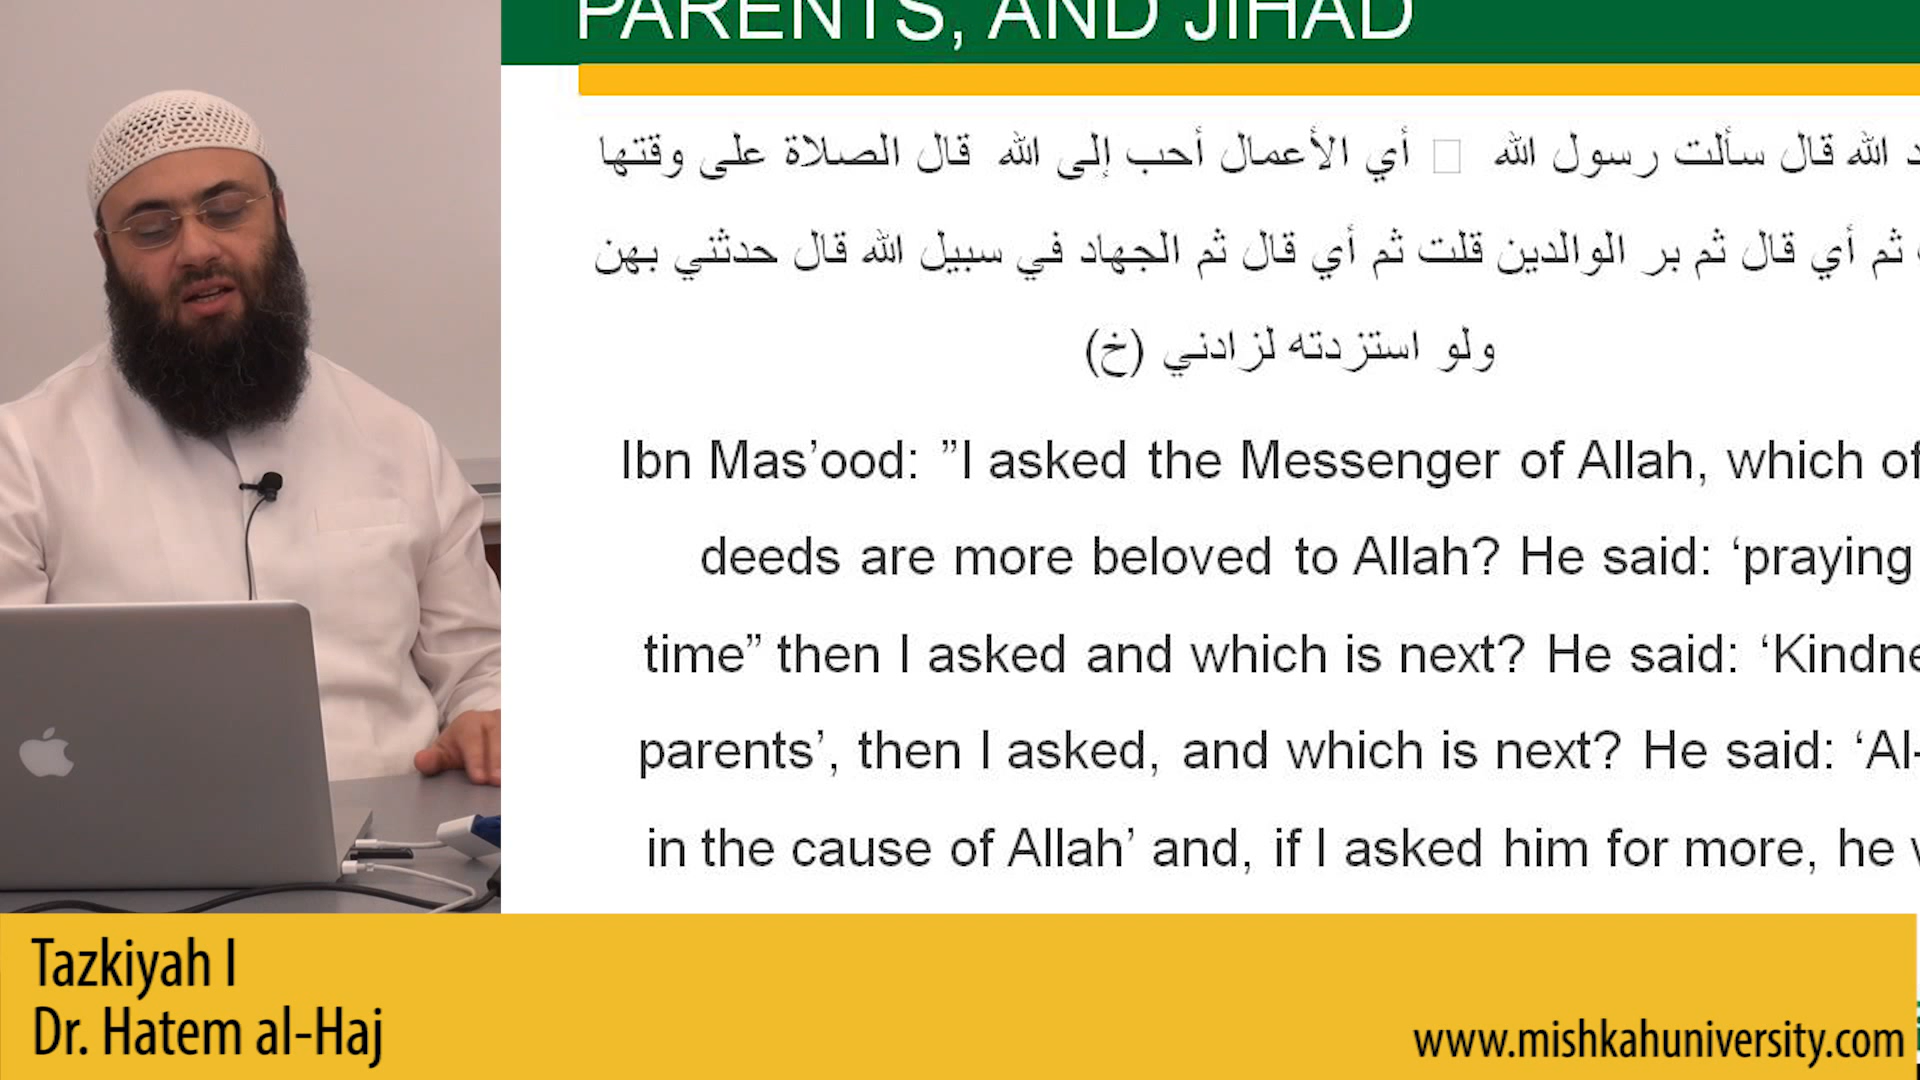 PARENTS, AND JIHAD
الله قال سألت رسول الله أي الأعمال أحب إلى الله قال الصلاة على وقتها
ثم أي قال ثم بر الوالدين قلت ثم أي قال ثم الجهاد في سبيل الله قال حدثني بهن
ولو استزدته لزادني (خ)
Ibn Mas’ood: ”I asked the Messenger of Allah, which of
deeds are more beloved to Allah? He said: ‘praying
time” then I asked and which is next? He said: ‘Kindne
parents’, then I asked, and which is next? He said: ‘Al-
in the cause of Allah’ and, if I asked him for more, he
Tazkiyah I
Dr. Hatem al-Haj
www.mishkahuniversity.com